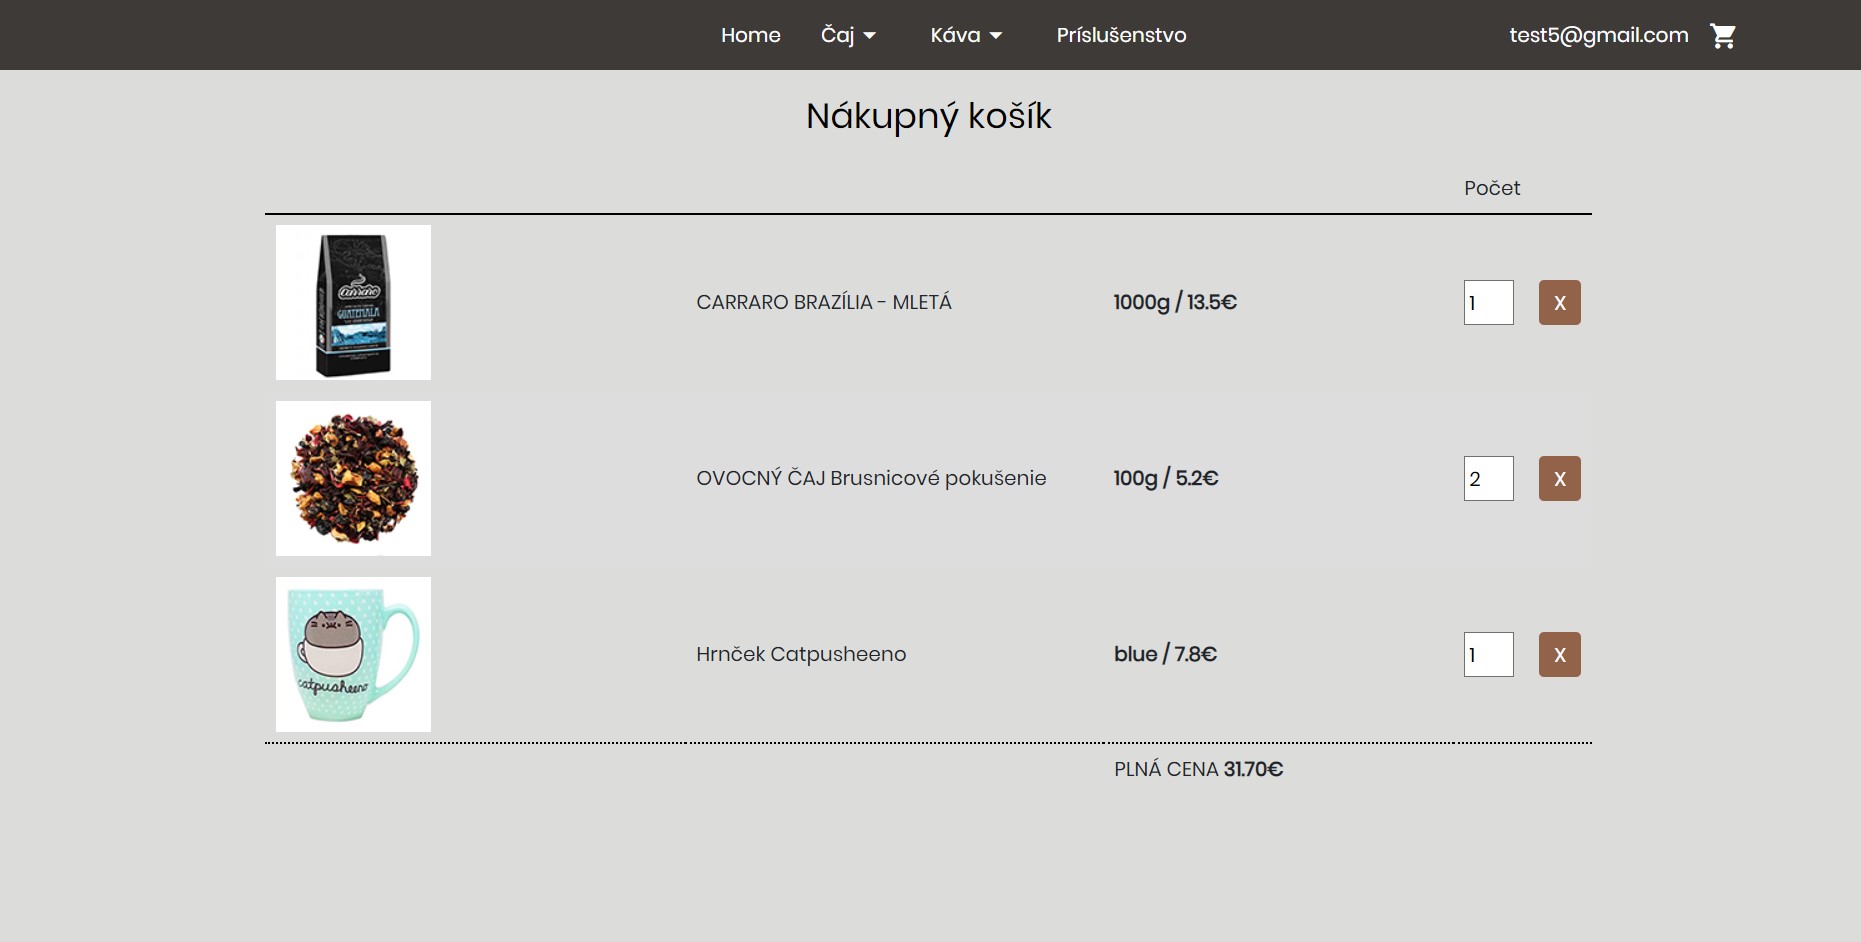 Home Čaj Káva Príslušenstvo test5@gmail.com
Nákupný košík
Počet
carraro
GUATEMALA
CARRARO BRAZÍLIA - MLETÁ 1000g / 13.5€ 1 X
OVOCNÝ ČAJ Brusnicové pokušenie 100g / 5.2€ 2 X
catpusheeno
Hrnček Catpusheeno blue / 7.8€ 1 X
PLNÁ CENA 31.70€